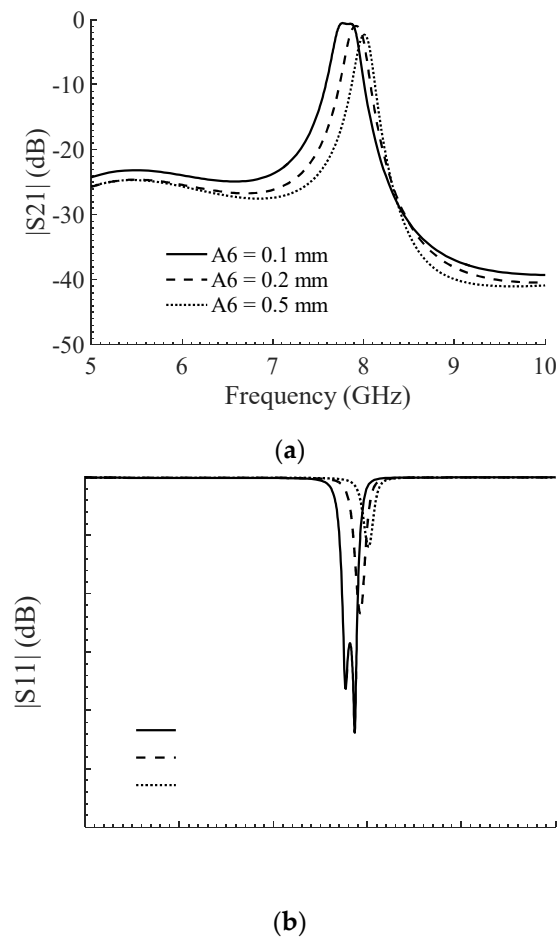 0
-10
-20
-30
-40
-50
|S21| (dB)
A6 = 0.1 mm
A6 = 0.2 mm
A6 = 0.5 mm
5 6 7 8 9 10
Frequency (GHz)
(a)
|S11| (dB)
(b)